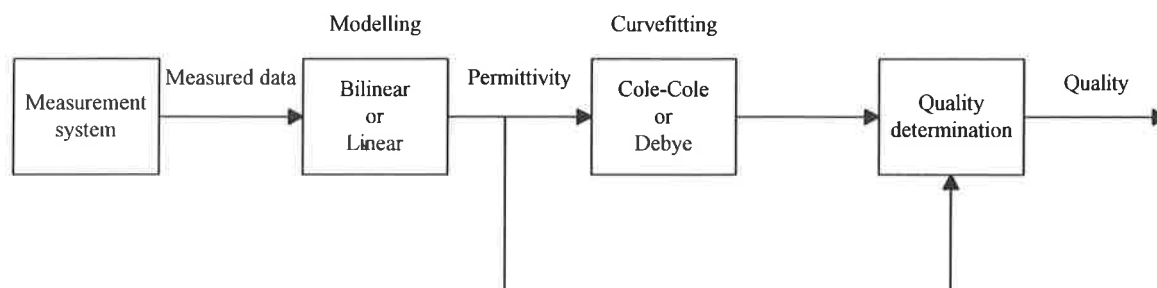 Modelling
Curvefitting
Measurement
system
Measured data
Bilinear
or
Linear
Permittivity
Cole-Cole
or
Debye
Quality
determination
Quality